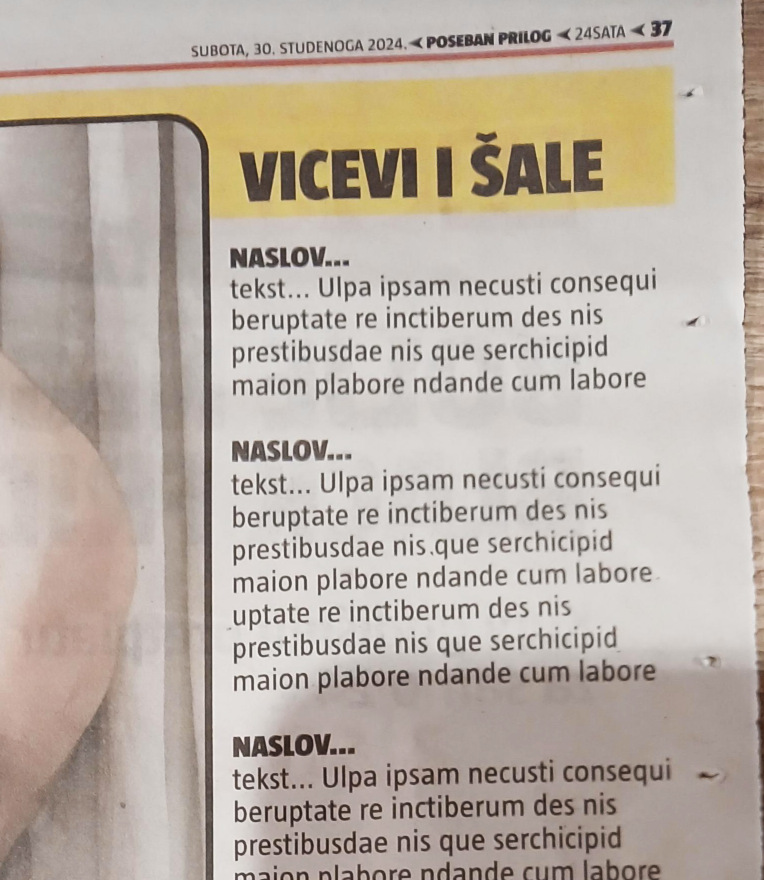 SUBOTA, 30. STUDENOGA 2024. POSEBAN PRILOG 24SATA 37
VICEVI I ŠALE
NASLOV...
tekst... Ulpa ipsam necusti consequi
beruptate re inctiberum des nis
prestibusdae nis que serchicipid
maion plabore ndande cum labore
NASLOV...
tekst... Ulpa ipsam necusti consequi
beruptate re inctiberum des nis
prestibusdae nis que serchicipid
maion plabore ndande cum labore
uptate re inctiberum des nis
prestibusdae nis que serchicipid
maion plabore ndande cum labore
NASLOV...
tekst... Ulpa ipsam necusti consequi
beruptate re inctiberum des nis
prestibusdae nis que serchicipid
maion plabore ndande cum labore